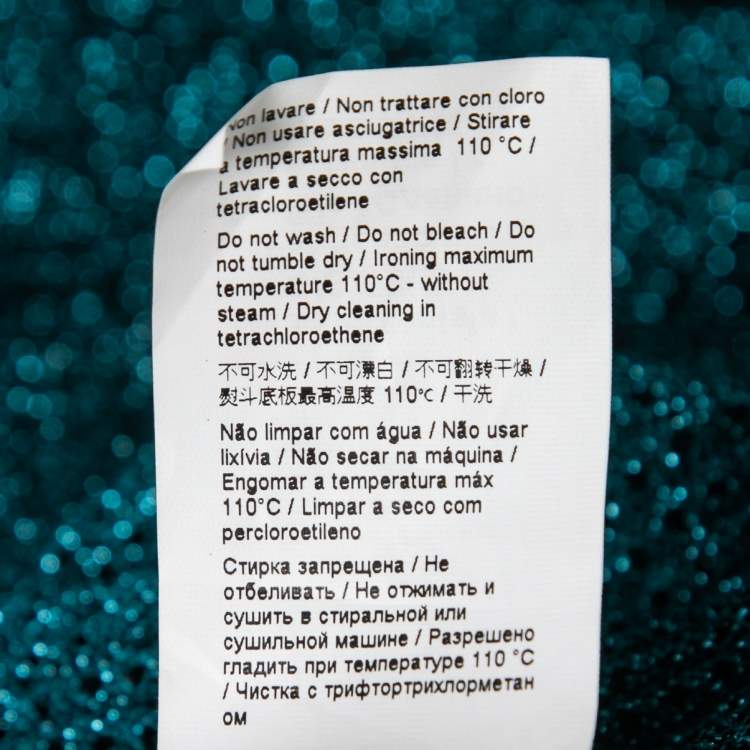 Non lavare / Non trattare con cloro
/ Non usare asciugatrice / Stirare
a temperatura massima 110 °C /
Lavare a secco con
tetracloroetilene
Do not wash / Do not bleach / Do
not tumble dry / Ironing maximum
temperature 110°C - without
steam / Dry cleaning in
tetrachloroethene
不可水洗 / 不可漂白 / 不可翻转干燥 /
熨斗底板最高温度 110℃ / 干洗
Não limpar com água / Não usar
lixívia / Não secar na máquina /
Engomar a temperatura máx
110°C / Limpar a seco com
percloroetileno
Стирка запрещена / Не
отбеливать / Не отжимать и
сушить в стиральной или
сушильной машине / Разрешено
гладить при температуре 110 °C
/ Чистка с трифтортрихлорметан
ом